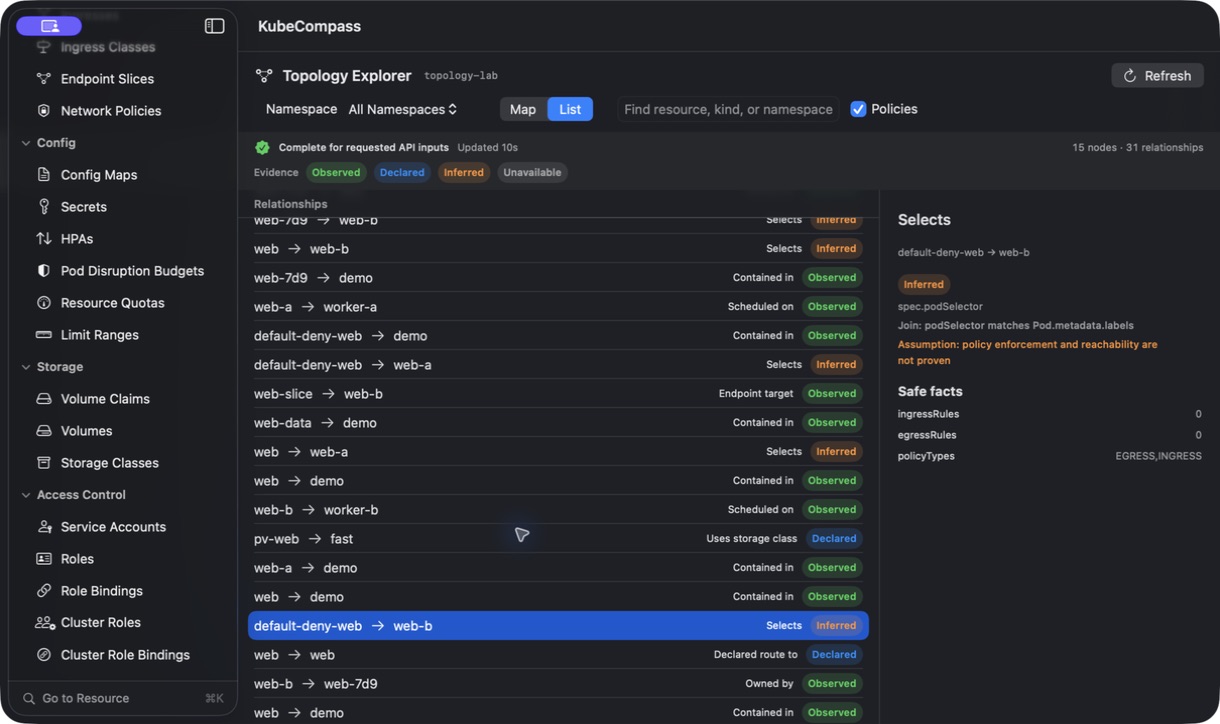 Ingress Classes
Endpoint Slices
Network Policies
Config
Config Maps
Secrets
HPAs
Pod Disruption Budgets
Resource Quotas
Limit Ranges
Storage
Volume Claims
Volumes
Storage Classes
Access Control
Service Accounts
Roles
Role Bindings
Cluster Roles
Cluster Role Bindings
Go to Resource ⌘K
KubeCompass
Topology Explorer topology-lab Refresh
Namespace All Namespaces Map List Find resource, kind, or namespace Policies
Complete for requested API inputs Updated 10s 15 nodes · 31 relationships
Evidence Observed Declared Inferred Unavailable
Relationships
web-7d9 → web-b Selects Inferred
web → web-b Selects Inferred
web-7d9 → demo Contained in Observed
web-a → worker-a Scheduled on Observed
default-deny-web → demo Contained in Observed
default-deny-web → web-a Selects Inferred
web-slice → web-b Endpoint target Observed
web-data → demo Contained in Observed
web → web-a Selects Inferred
web → demo Contained in Observed
web-b → worker-b Scheduled on Observed
pv-web → fast Uses storage class Declared
web-a → demo Contained in Observed
web → demo Contained in Observed
default-deny-web → web-b Selects Inferred
web → web Declared route to Declared
web-b → web-7d9 Owned by Observed
web → demo Contained in Observed
Selects
default-deny-web → web-b
Inferred
spec.podSelector
Join: podSelector matches Pod.metadata.labels
Assumption: policy enforcement and reachability are
not proven
Safe facts
ingressRules 0
egressRules 0
policyTypes EGRESS,INGRESS